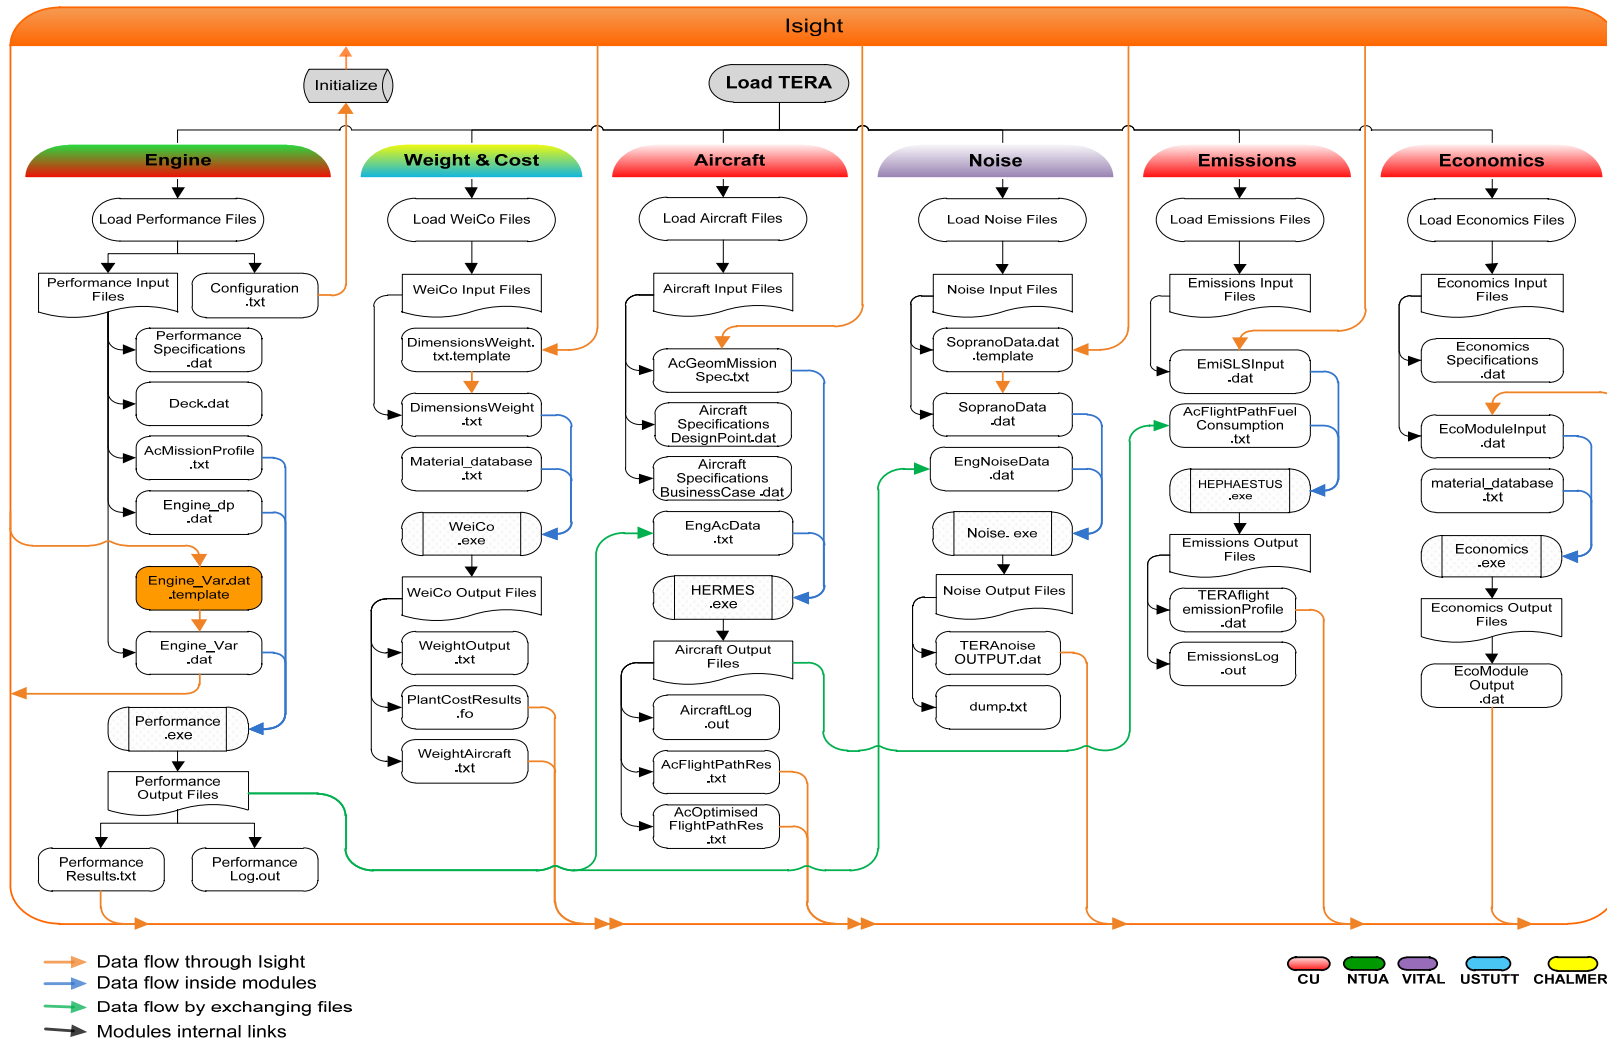 Isight
Initialize
Load TERA
Engine
Weight & Cost
Aircraft
Noise
Emissions
Economics
Load Performance Files
Load WeiCo Files
Load Aircraft Files
Load Noise Files
Load Emissions Files
Load Economics Files
Performance Input
Files
Configuration
.txt
Performance
Specifications
.dat
Deck.dat
AcMissionProfile
.txt
Engine_dp
.dat
Engine_Var.dat
.template
Engine_Var
.dat
Performance
.exe
Performance
Output Files
Performance
Results.txt
Performance
Log.out
WeiCo Input Files
DimensionsWeight.
txt.template
DimensionsWeight
.txt
Material_database
.txt
WeiCo
.exe
WeiCo Output Files
WeightOutput
.txt
PlantCostResults
.fo
WeightAircraft
.txt
Aircraft Input Files
AcGeomMission
Spec.txt
Aircraft
Specifications
DesignPoint.dat
Aircraft
Specifications
BusinessCase .dat
EngAcData
.txt
HERMES
.exe
Aircraft Output
Files
AircraftLog
.out
AcFlightPathRes
.txt
AcOptimised
FlightPathRes
.txt
Noise Input Files
SopranoData.dat
.template
SopranoData
.dat
EngNoiseData
.dat
Noise. exe
Noise Output Files
TERAnoise
OUTPUT.dat
dump.txt
Emissions Input
Files
EmiSLSInput
.dat
AcFlightPathFuel
Consumption
.txt
HEPHAESTUS
.exe
Emissions Output
Files
TERAflight
emissionProfile
.dat
EmissionsLog
.out
Economics Input
Files
Economics
Specifications
.dat
EcoModuleInput
.dat
material_database
.txt
Economics
.exe
Economics Output
Files
EcoModule
Output
.dat
Data flow through Isight
Data flow inside modules
Data flow by exchanging files
Modules internal links
CU
NTUA
VITAL
USTUTT
CHALMER